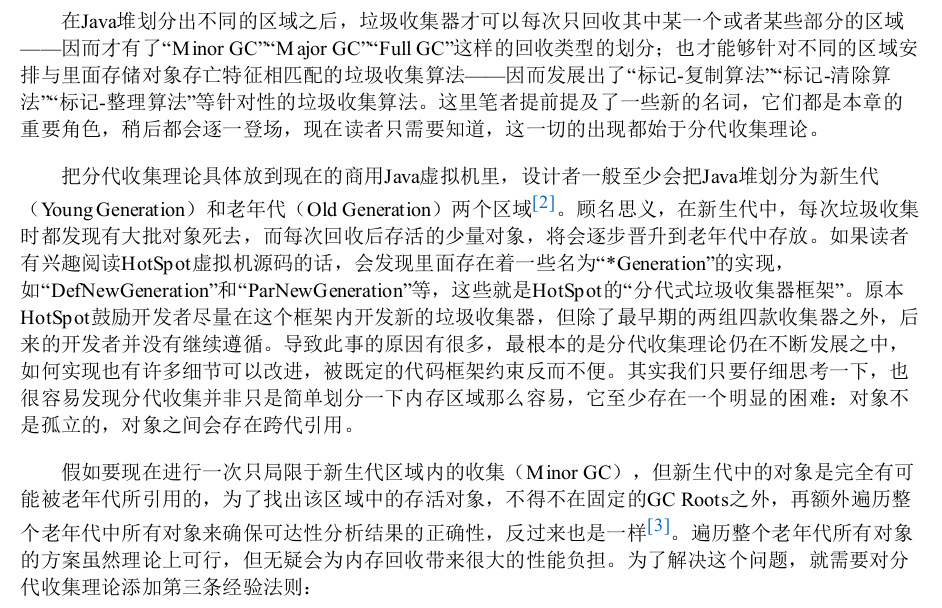 在Java堆划分出不同的区域之后，垃圾收集器才可以每次只回收其中某一个或者某些部分的区域
——因而才有了“Minor GC”“Major GC”“Full GC”这样的回收类型的划分；也才能够针对不同的区域安
排与里面存储对象存亡特征相匹配的垃圾收集算法——因而发展出了“标记-复制算法”“标记-清除算
法”“标记-整理算法”等针对性的垃圾收集算法。这里笔者提前提及了一些新的名词，它们都是本章的
重要角色，稍后都会逐一登场，现在读者只需要知道，这一切的出现都始于分代收集理论。
把分代收集理论具体放到现在的商用Java虚拟机里，设计者一般至少会把Java堆划分为新生代
（Young Generation）和老年代（Old Generation）两个区域[2]。顾名思义，在新生代中，每次垃圾收集
时都发现有大批对象死去，而每次回收后存活的少量对象，将会逐步晋升到老年代中存放。如果读者
有兴趣阅读HotSpot虚拟机源码的话，会发现里面存在着一些名为“*Generation”的实现，
如“DefNewGeneration”和“ParNewGeneration”等，这些就是HotSpot的“分代式垃圾收集器框架”。原本
HotSpot鼓励开发者尽量在这个框架内开发新的垃圾收集器，但除了最早期的两组四款收集器之外，后
来的开发者并没有继续遵循。导致此事的原因有很多，最根本的是分代收集理论仍在不断发展之中，
如何实现也有许多细节可以改进，被既定的代码框架约束反而不便。其实我们只要仔细思考一下，也
很容易发现分代收集并非只是简单划分一下内存区域那么容易，它至少存在一个明显的困难：对象不
是孤立的，对象之间会存在跨代引用。
假如要现在进行一次只局限于新生代区域内的收集（Minor GC），但新生代中的对象是完全有可
能被老年代所引用的，为了找出该区域中的存活对象，不得不在固定的GC Roots之外，再额外遍历整
个老年代中所有对象来确保可达性分析结果的正确性，反过来也是一样[3]。遍历整个老年代所有对象
的方案虽然理论上可行，但无疑会为内存回收带来很大的性能负担。为了解决这个问题，就需要对分
代收集理论添加第三条经验法则：